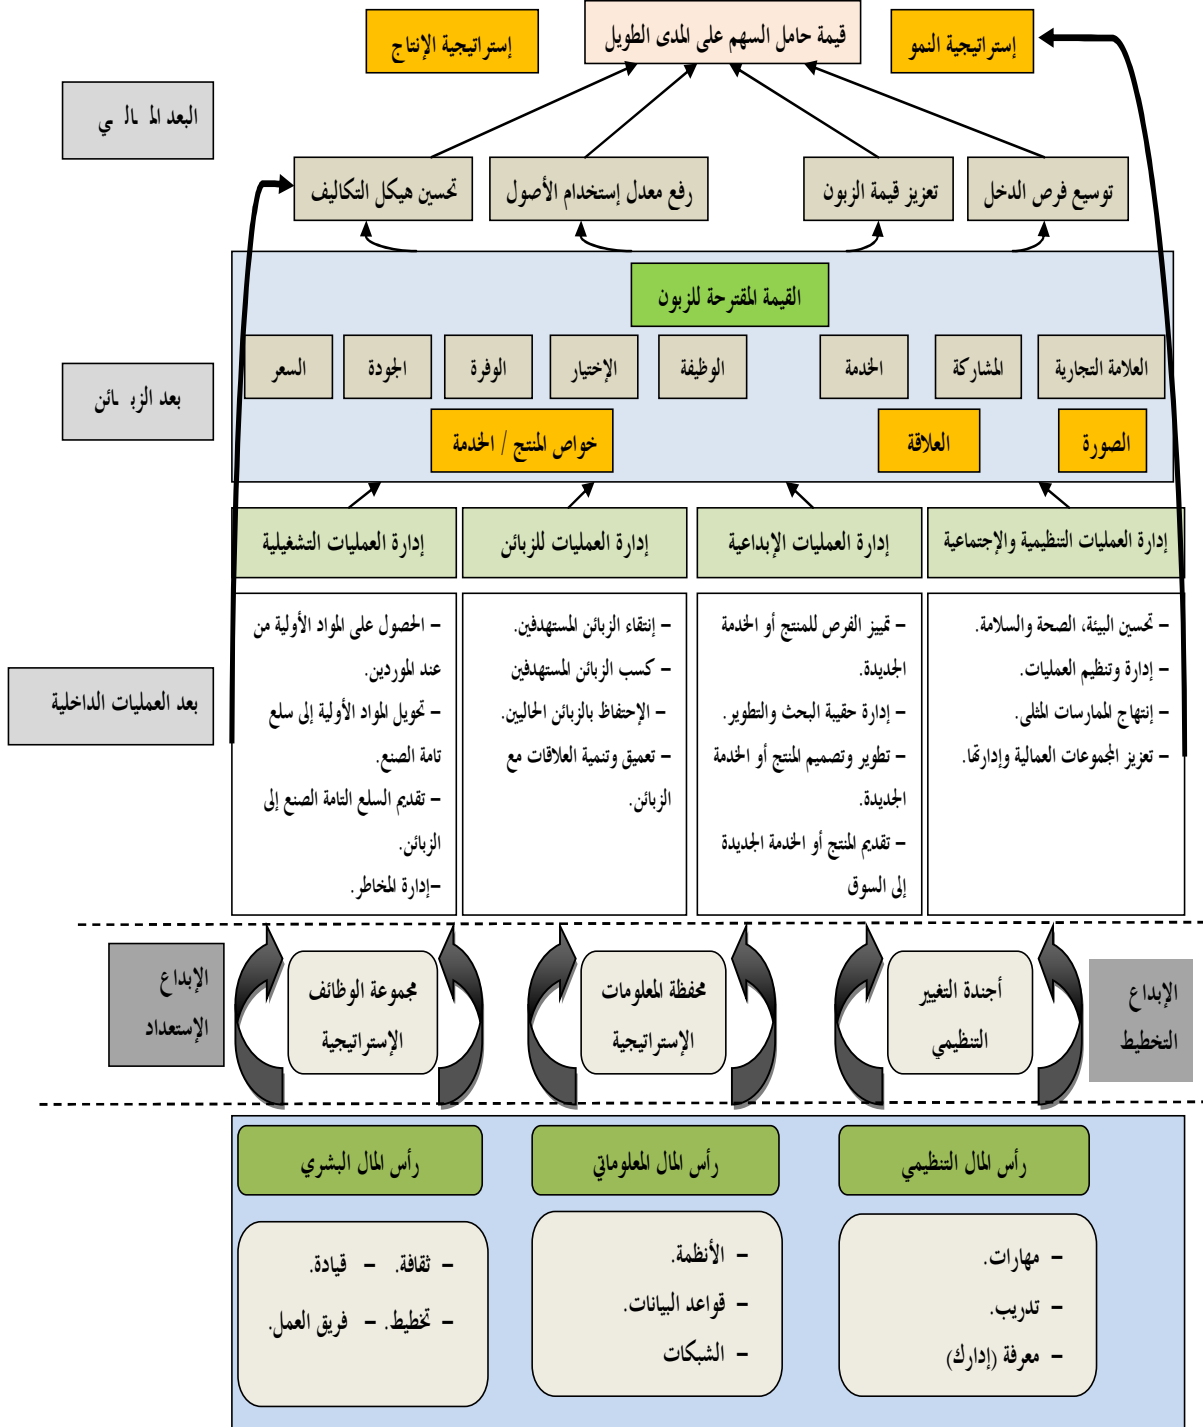 إستراتيجية النمو
قيمة حامل السهم على المدى الطويل
إستراتيجية الإنتاج
البعد المالي
توسيع فرص الدخل
تعزيز قيمة الزبون
رفع معدل إستخدام الأصول
تحسين هيكل التكاليف
القيمة المقترحة للزبون
العلامة التجارية
المشاركة
الخدمة
الوظيفة
الإختيار
الوفرة
الجودة
السعر
بعد الزبائن
الصورة
العلاقة
خواص المنتج / الخدمة
إدارة العمليات التنظيمية والإجتماعية
إدارة العمليات الإبداعية
إدارة العمليات للزبائن
إدارة العمليات التشغيلية
– تحسين البيئة، الصحة والسلامة.
– إدارة وتنظيم العمليات.
– إنتهاج الممارسات المثلى.
– تعزيز المجموعات العمالية وإدارتها.
– تمييز الفرص للمنتج أو الخدمة
الجديدة.
– إدارة حقيبة البحث والتطوير.
– تطوير وتصميم المنتج أو الخدمة
الجديدة.
– تقديم المنتج أو الخدمة الجديدة
إلى السوق
– إنتقاء الزبائن المستهدفين.
– كسب الزبائن المستهدفين
– الإحتفاظ بالزبائن الحاليين.
– تعميق وتنمية العلاقات مع
الزبائن.
– الحصول على المواد الأولية من
عند الموردين.
– تحويل المواد الأولية إلى سلع
تامة الصنع.
– تقديم السلع التامة الصنع إلى
الزبائن.
–إدارة المخاطر.
بعد العمليات الداخلية
الإبداع
التخطيط
أجندة التغيير
التنظيمي
محفظة المعلومات
الإستراتيجية
مجموعة الوظائف
الإستراتيجية
الإبداع
الإستعداد
رأس المال التنظيمي
رأس المال المعلوماتي
رأس المال البشري
– مهارات.
– تدريب.
– معرفة (إدارك)
– الأنظمة.
– قواعد البيانات.
– الشبكات
– ثقافة. – قيادة.
– تخطيط. – فريق العمل.